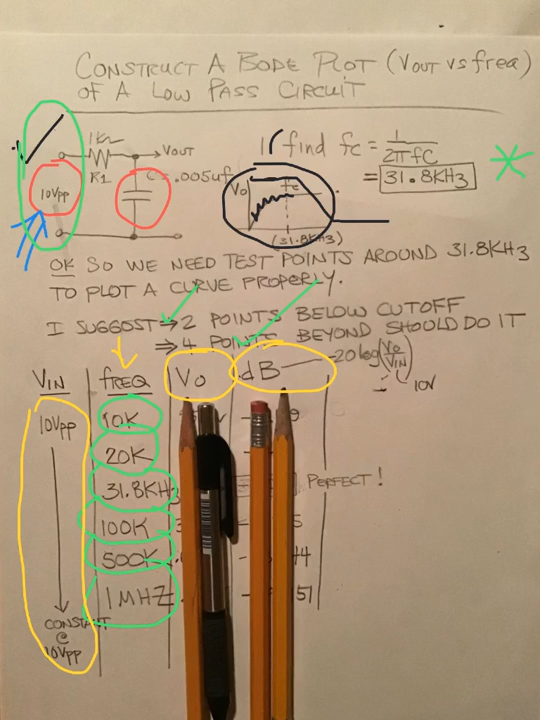 CONSTRUCT A BODE PLOT (VOUT vs freq)
OF A LOW PASS CIRCUIT
1K
R1
VOUT
10Vpp
= .005uf
find fc = 1
2πfC
= 31.8KHz
Vo
fc
(31.8KHz)
OK SO WE NEED TEST POINTS AROUND 31.8KHz
TO PLOT A CURVE PROPERLY.
I SUGGOST → 2 POINTS BELOW CUTOFF
⇒ 4 POINTS BEYOND SHOULD DO IT
VIN freq Vo dB 20log(Vo/VIN)
10V
10Vpp 10K
20K
31.8KHz PERFECT!
100K
500K 44
1MHZ 51
CONSTANT
@
10Vpp